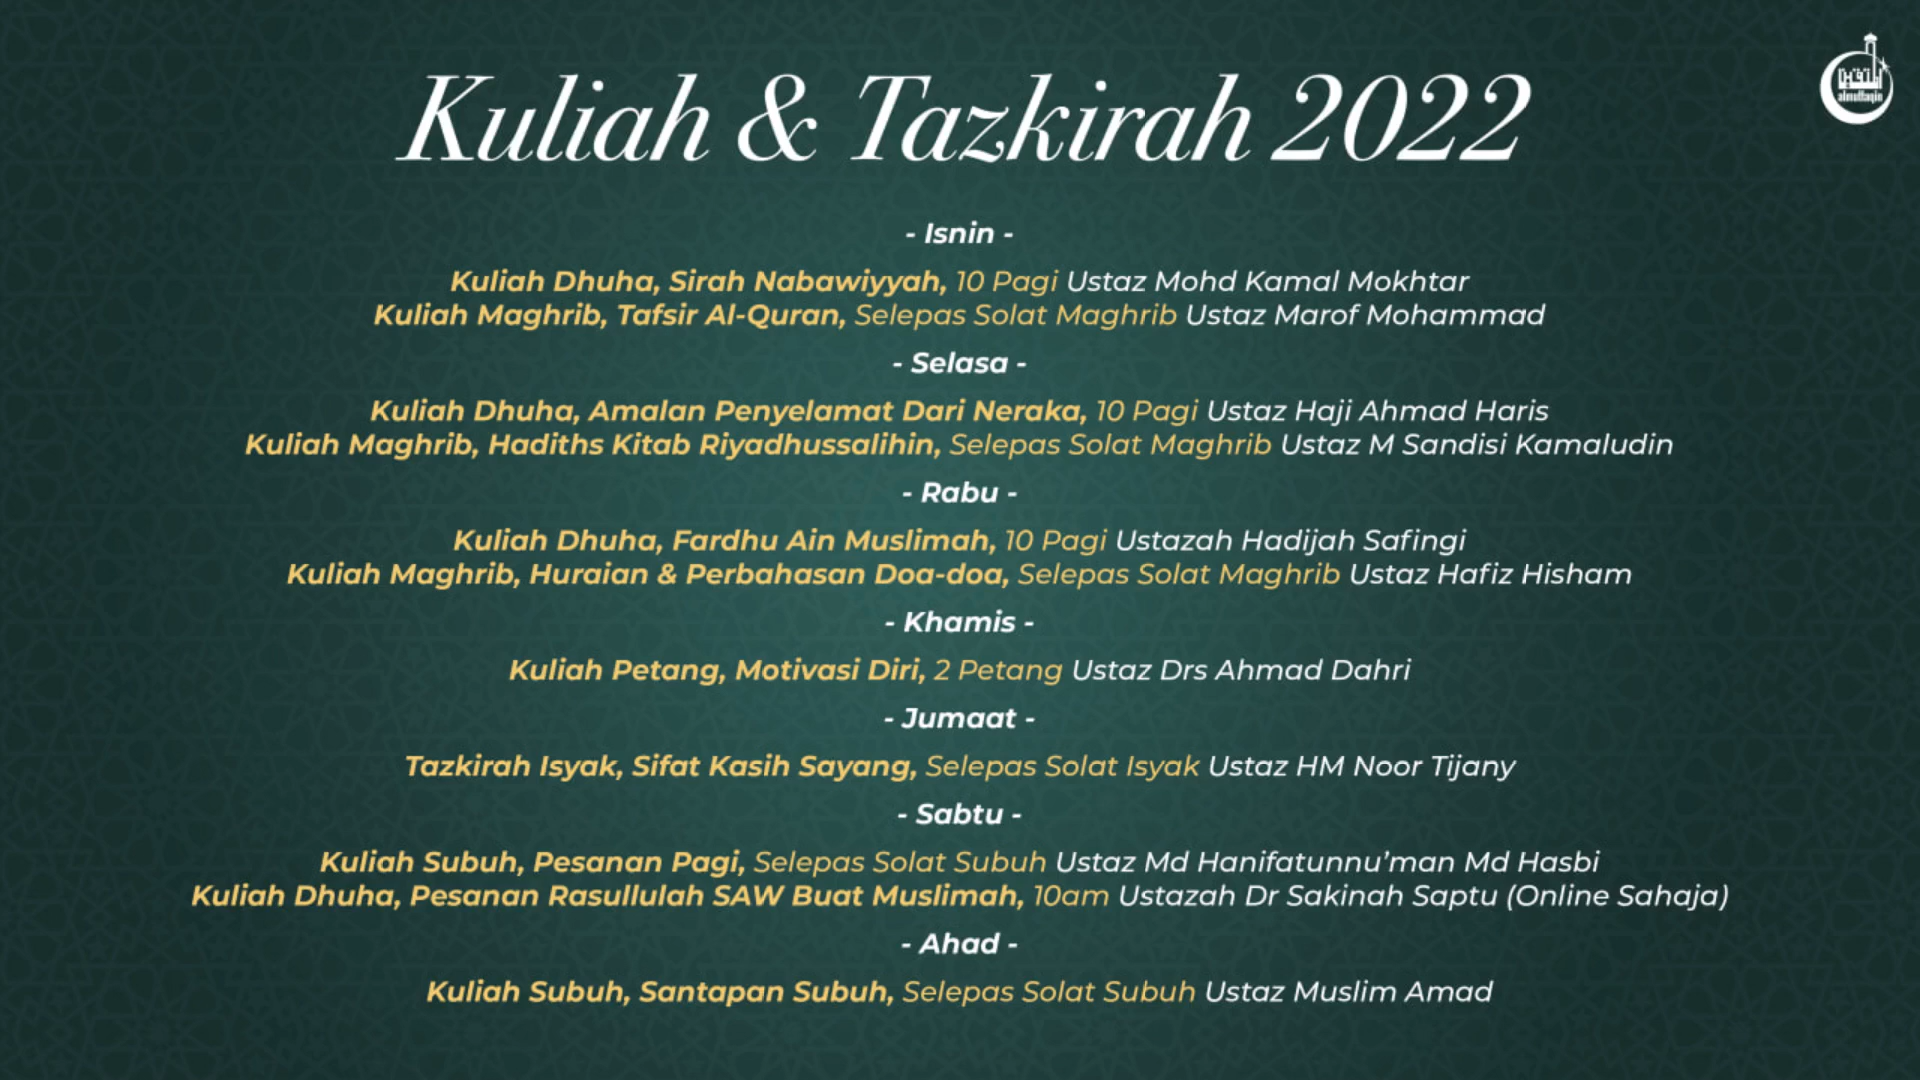 Kuliah & Tazkirah 2022
المتقين
almuttaqin
- Isnin -
Kuliah Dhuha, Sirah Nabawiyyah, 10 Pagi Ustaz Mohd Kamal Mokhtar
Kuliah Maghrib, Tafsir Al-Quran, Selepas Solat Maghrib Ustaz Marof Mohammad
- Selasa -
Kuliah Dhuha, Amalan Penyelamat Dari Neraka, 10 Pagi Ustaz Haji Ahmad Haris
Kuliah Maghrib, Hadiths Kitab Riyadhussalihin, Selepas Solat Maghrib Ustaz M Sandisi Kamaludin
- Rabu -
Kuliah Dhuha, Fardhu Ain Muslimah, 10 Pagi Ustazah Hadijah Safingi
Kuliah Maghrib, Huraian & Perbahasan Doa-doa, Selepas Solat Maghrib Ustaz Hafiz Hisham
- Khamis -
Kuliah Petang, Motivasi Diri, 2 Petang Ustaz Drs Ahmad Dahri
- Jumaat -
Tazkirah Isyak, Sifat Kasih Sayang, Selepas Solat Isyak Ustaz HM Noor Tijany
- Sabtu -
Kuliah Subuh, Pesanan Pagi, Selepas Solat Subuh Ustaz Md Hanifatunnu’man Md Hasbi
Kuliah Dhuha, Pesanan Rasullulah SAW Buat Muslimah, 10am Ustazah Dr Sakinah Saptu (Online Sahaja)
- Ahad -
Kuliah Subuh, Santapan Subuh, Selepas Solat Subuh Ustaz Muslim Amad